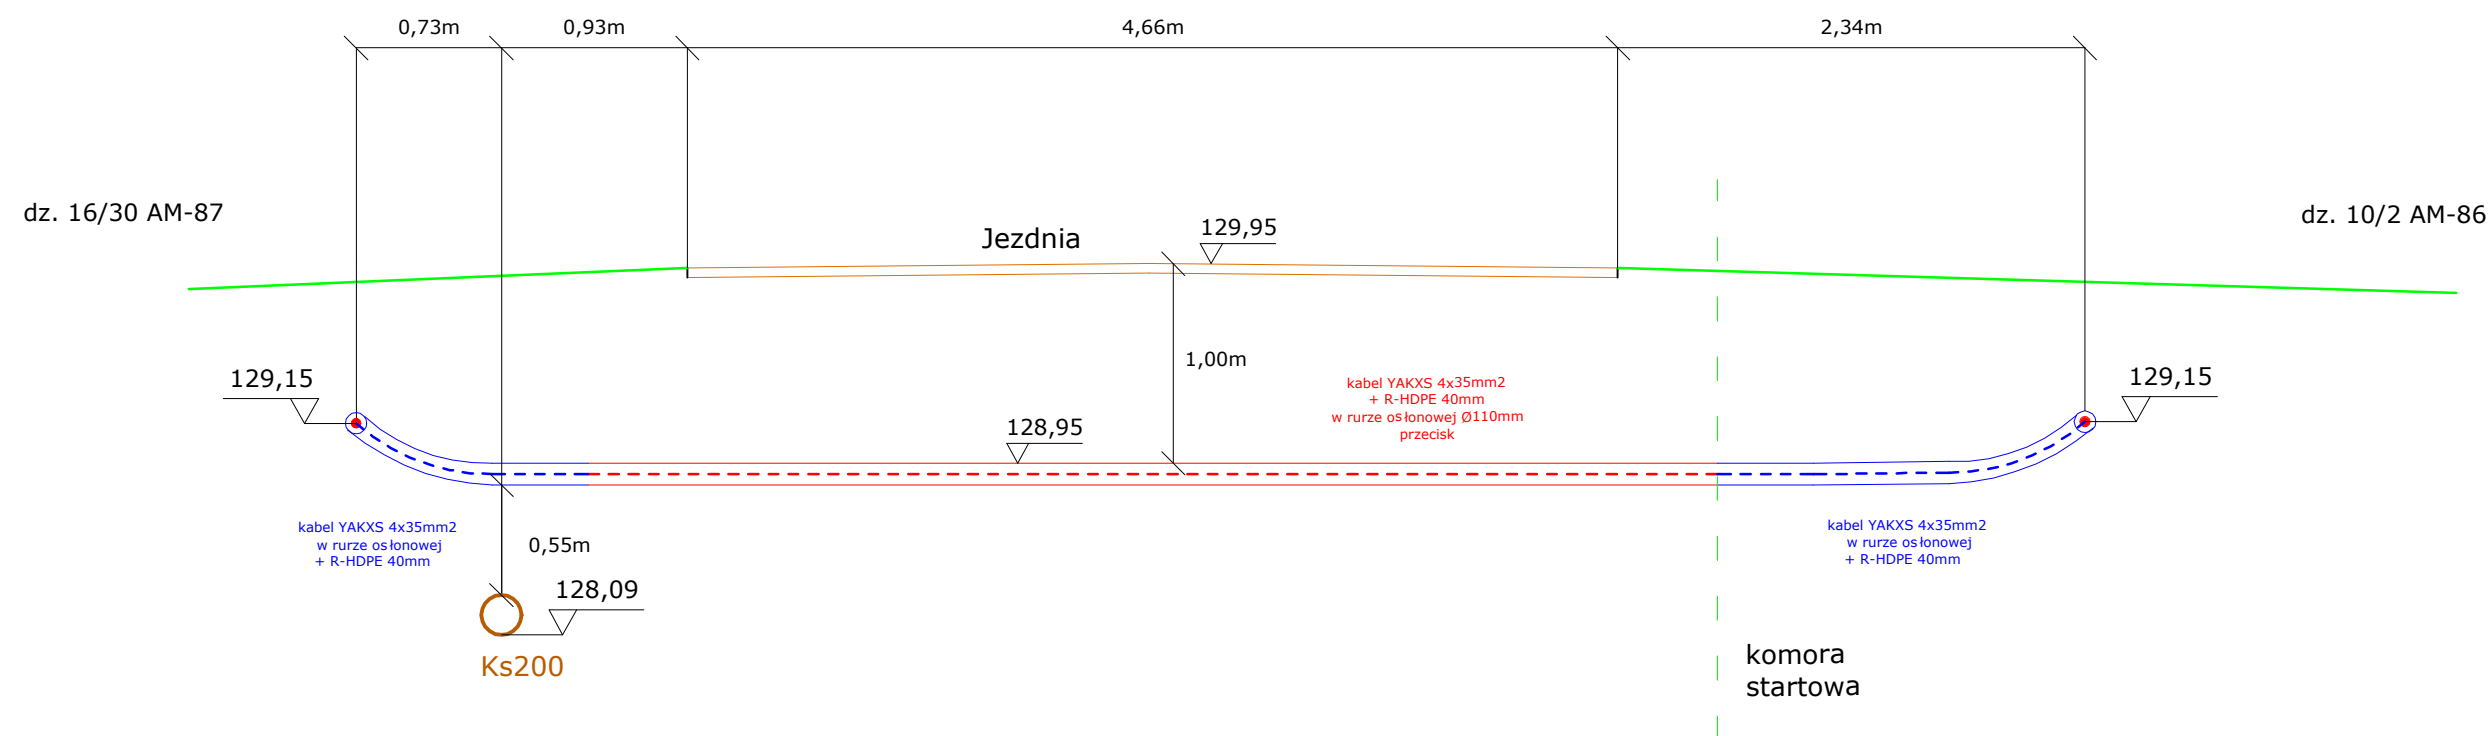 0,73m
0,93m
4,66m
2,34m
dz. 16/30 AM-87
dz. 10/2 AM-86
Jezdnia
129,95
1,00m
129,15
129,15
kabel YAKXS 4x35mm2
+ R-HDPE 40mm
w rurze osłonowej Ø110mm
przecisk
128,95
kabel YAKXS 4x35mm2
w rurze osłonowej
+ R-HDPE 40mm
0,55m
kabel YAKXS 4x35mm2
w rurze osłonowej
+ R-HDPE 40mm
128,09
Ks200
komora
startowa